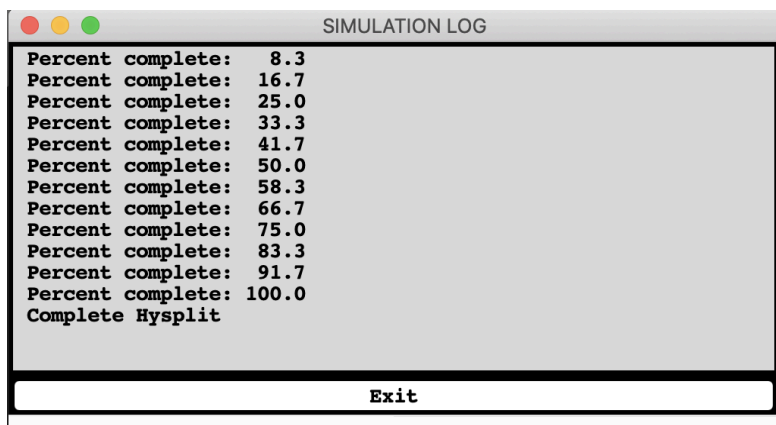 SIMULATION LOG
Percent complete:   8.3
Percent complete:  16.7
Percent complete:  25.0
Percent complete:  33.3
Percent complete:  41.7
Percent complete:  50.0
Percent complete:  58.3
Percent complete:  66.7
Percent complete:  75.0
Percent complete:  83.3
Percent complete:  91.7
Percent complete: 100.0
Complete Hysplit
Exit